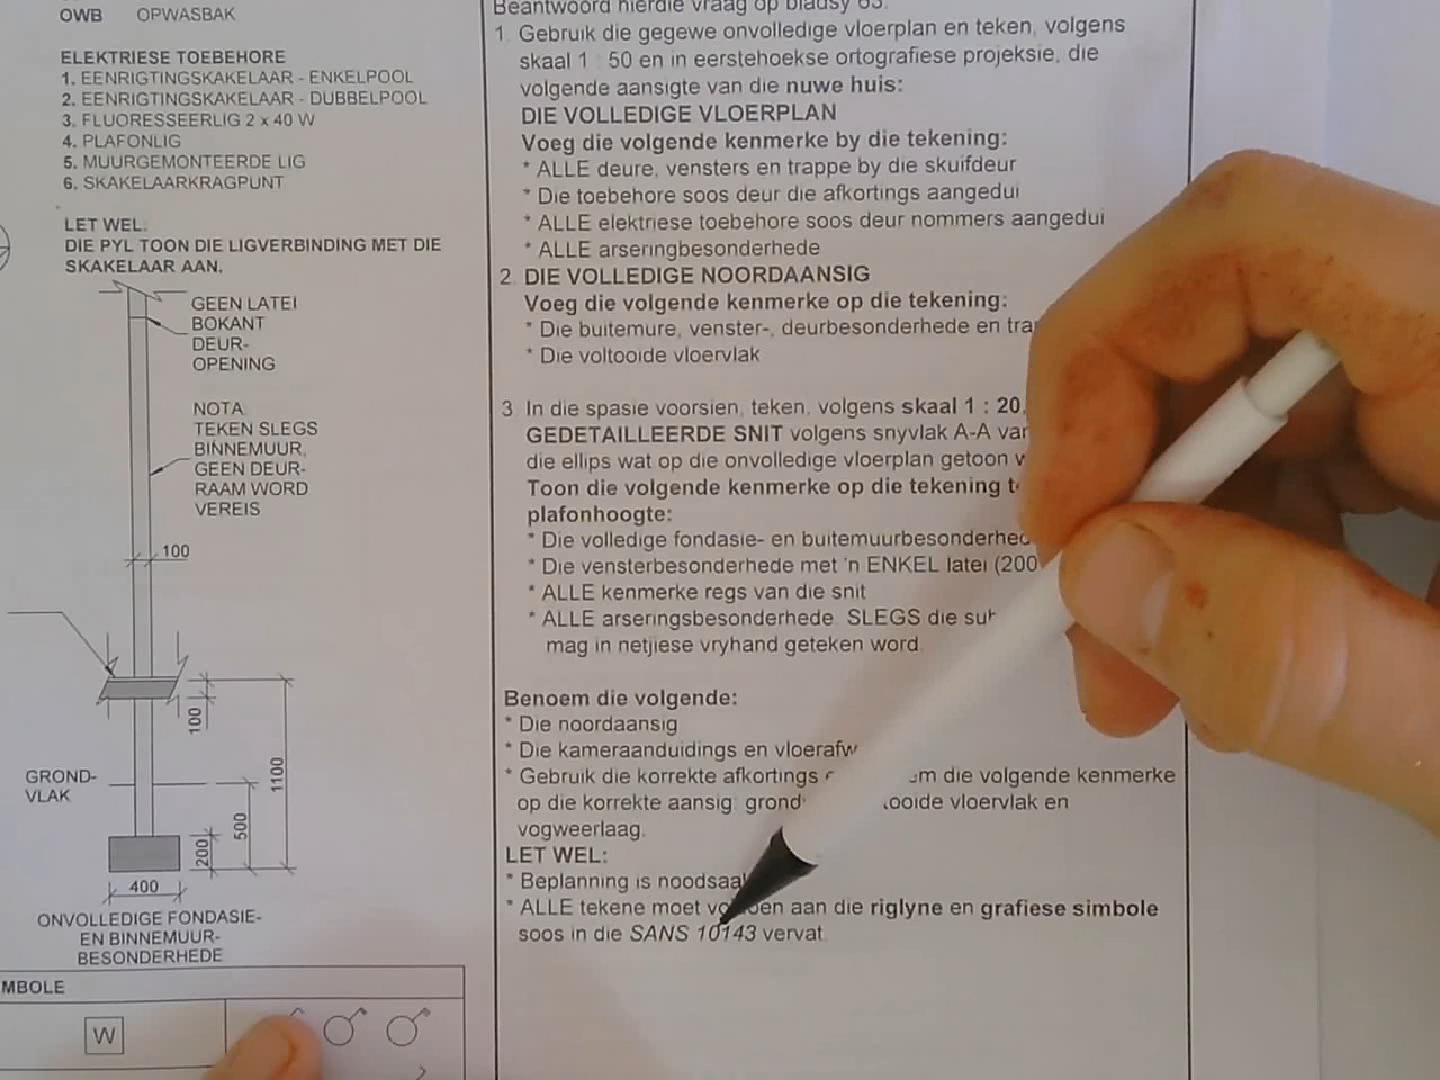 OWB OPWASBAK
ELEKTRIESE TOEBEHORE
1. EENRIGTINGSKAKELAAR - ENKELPOOL
2. EENRIGTINGSKAKELAAR - DUBBELPOOL
3. FLUORESSEERLIG 2 x 40 W
4. PLAFONLIG
5. MUURGEMONTEERDE LIG
6. SKAKELAARKRAGPUNT
LET WEL:
DIE PYL TOON DIE LIGVERBINDING MET DIE
SKAKELAAR AAN.
GEEN LATEI
BOKANT
DEUR-
OPENING
NOTA
TEKEN SLEGS
BINNEMUUR,
GEEN DEUR-
RAAM WORD
VEREIS
100
100
1100
GROND-
VLAK
500
200
400
ONVOLLEDIGE FONDASIE-
EN BINNEMUUR-
BESONDERHEDE
MBOLE
W
Beantwoord hierdie vraag op bladsy 63.
1. Gebruik die gegewe onvolledige vloerplan en teken, volgens
skaal 1 : 50 en in eerstehoekse ortografiese projeksie, die
volgende aansigte van die nuwe huis:
DIE VOLLEDIGE VLOERPLAN
Voeg die volgende kenmerke by die tekening:
* ALLE deure, vensters en trappe by die skuifdeur
* Die toebehore soos deur die afkortings aangedui
* ALLE elektriese toebehore soos deur nommers aangedui
* ALLE arseringbesonderhede
2. DIE VOLLEDIGE NOORDAANSIG
Voeg die volgende kenmerke op die tekening:
* Die buitemure, venster-, deurbesonderhede en
* Die voltooide vloervlak
3 In die spasie voorsien, teken, volgens skaal 1 : 20,
GEDETAILLEERDE SNIT volgens snyvlak A-A
die ellips wat op die onvolledige vloerplan getoon
Toon die volgende kenmerke op die tekening
plafonhoogte:
* Die volledige fondasie- en
* Die vensterbesonderhede met 'n ENKEL latei (200
* ALLE kenmerke regs van die snit
* ALLE arseringsbesonderhede. SLEGS die
mag in netjiese vryhand geteken word.
Benoem die volgende:
* Die noordaansig
* Die kameraanduidings en
* Gebruik die korrekte afkortings die volgende kenmerke
op die korrekte aansig: vloervlak en
vogweerlaag.
LET WEL:
* Beplanning is
* ALLE tekene moet aan die riglyne en grafiese simbole
soos in die SANS 10143 vervat.